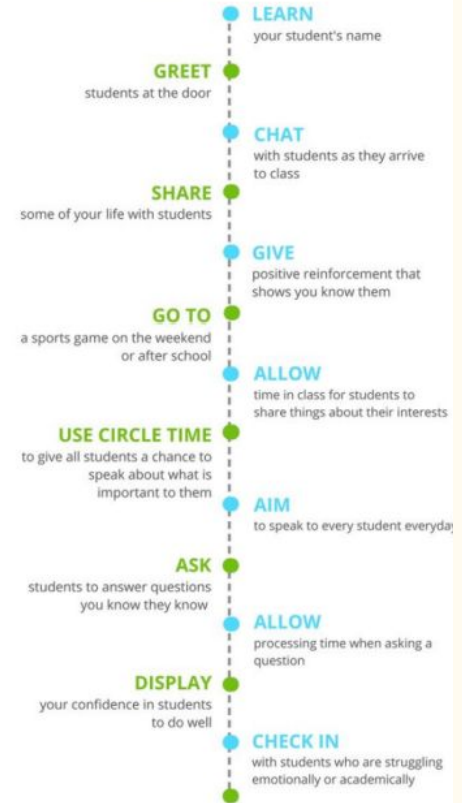 LEARN
your student's name
GREET
students at the door
CHAT
with students as they arrive
to class
SHARE
some of your life with students
GIVE
positive reinforcement that
shows you know them
GO TO
a sports game on the weekend
or after school
ALLOW
time in class for students to
share things about their interests
USE CIRCLE TIME
to give all students a chance to
speak about what is
important to them
AIM
to speak to every student everyday
ASK
students to answer questions
you know they know
ALLOW
processing time when asking a
question
DISPLAY
your confidence in students
to do well
CHECK IN
with students who are struggling
emotionally or academically